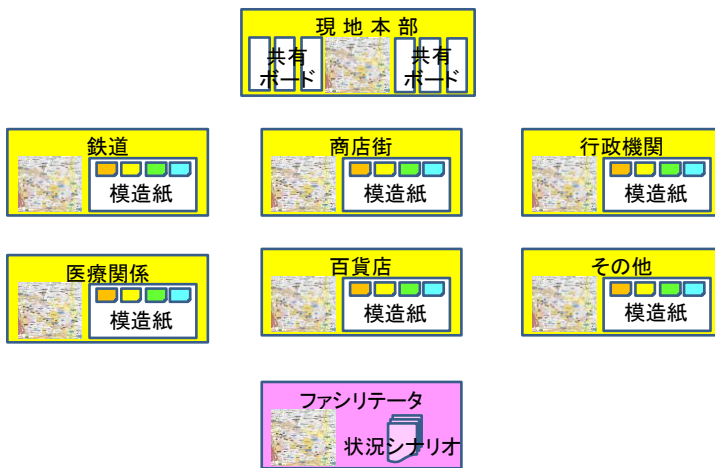 現地本部
共有
ボード
共有
ボード
鉄道
模造紙
商店街
模造紙
行政機関
模造紙
医療関係
模造紙
百貨店
模造紙
その他
模造紙
ファシリテータ
状況シナリオ